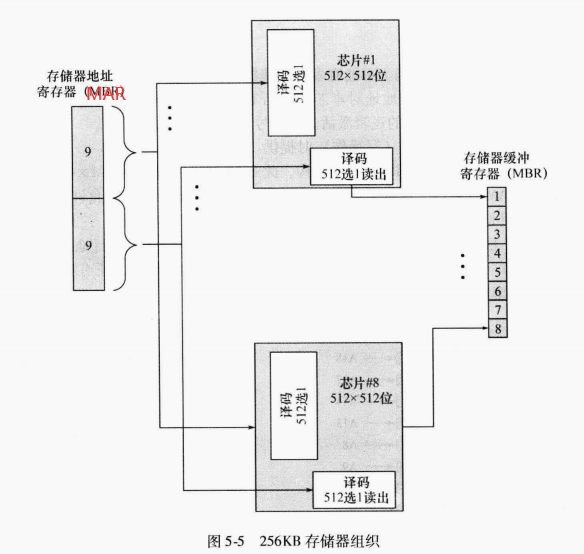 芯片#1
512×512位
译码
512选1
存储器地址
寄存器（MBR）
MAR
9
9
译码
512选1读出
存储器缓冲
寄存器（MBR）
1
2
3
4
5
6
7
8
芯片#8
512×512位
译码
512选1
译码
512选1读出
图 5-5 256KB 存储器组织